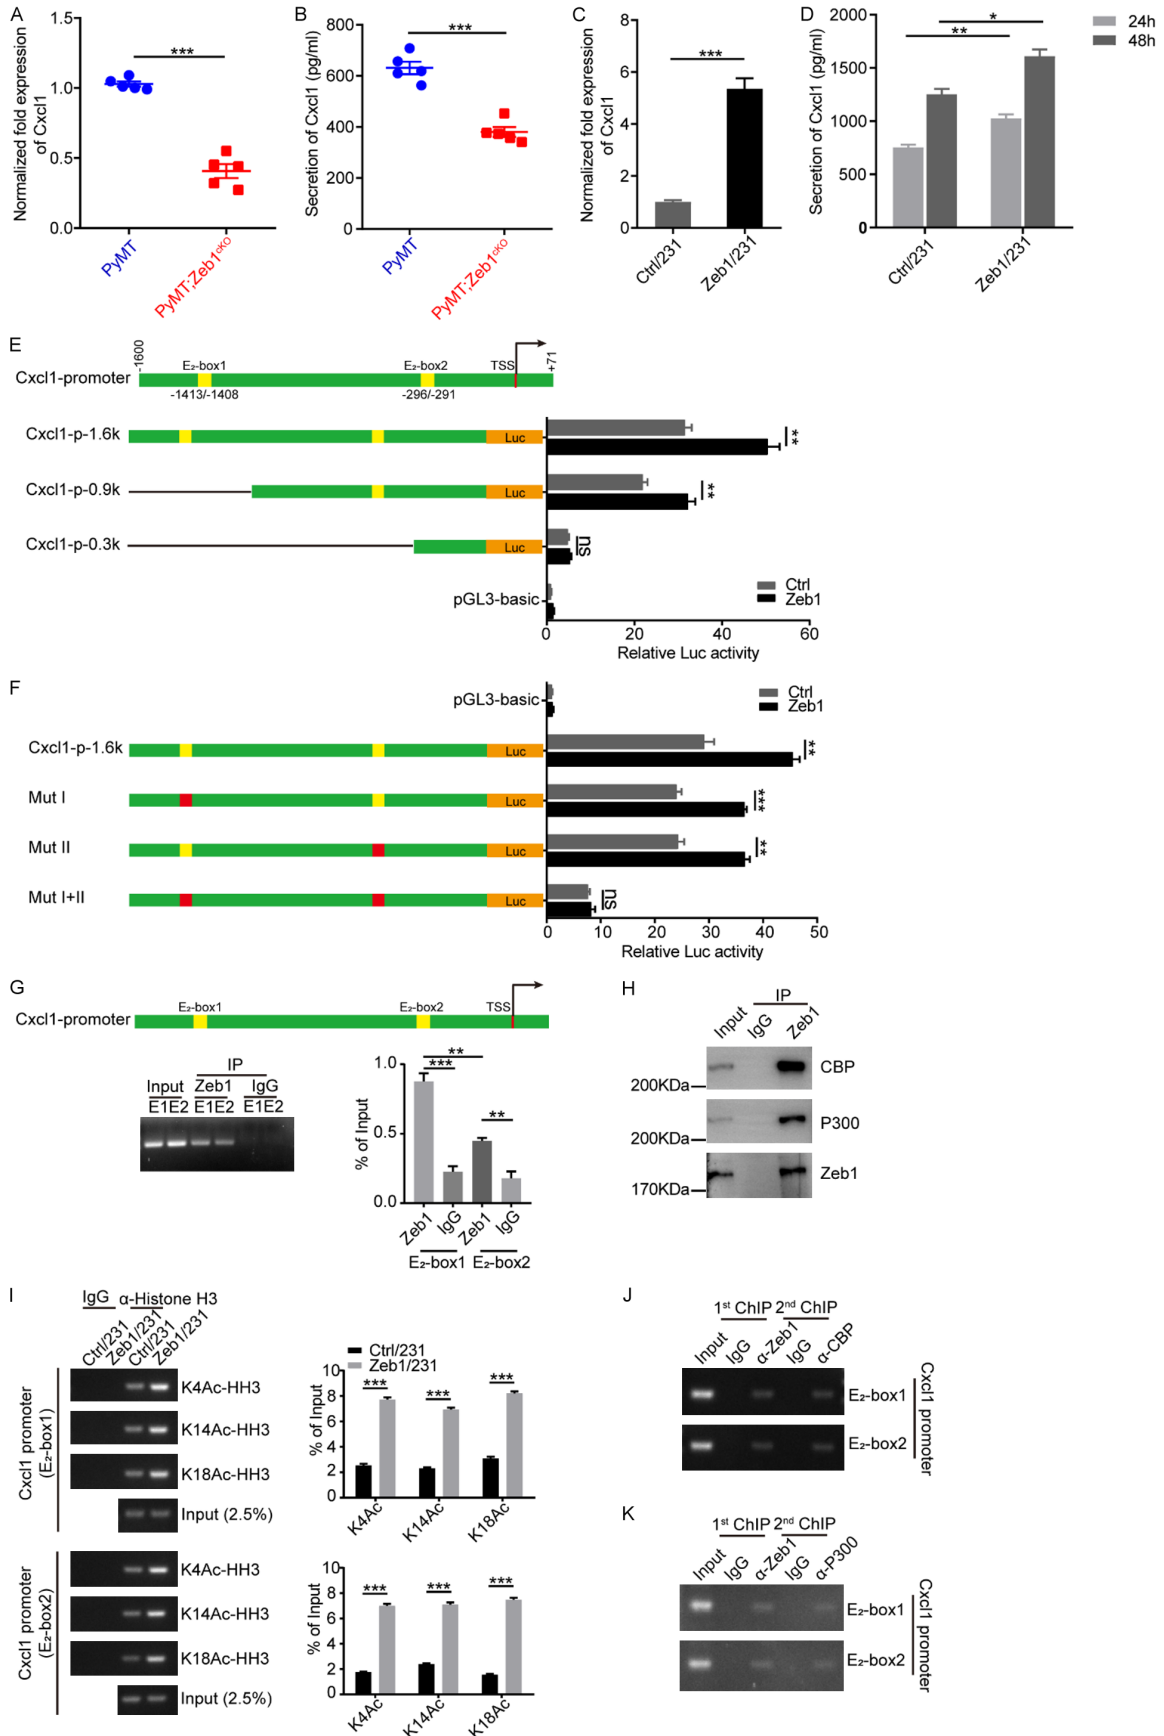 A
Normalized fold expression
of Cxcl1
1.5
1.0
0.5
0.0
***
PyMT
PyMT;Zeb1cKO
B
Secretion of Cxcl1 (pg/ml)
800
600
400
200
0
***
PyMT
PyMT;Zeb1cKO
C
Normalized fold expression
of Cxcl1
8
6
4
2
0
***
Ctrl/231
Zeb1/231
D
Secretion of Cxcl1 (pg/ml)
2000
1500
1000
500
0
*
**
24h
48h
Ctrl/231
Zeb1/231
E
-1600
E₂-box1
E₂-box2
TSS
+71
Cxcl1-promoter
-1413/-1408
-296/-291
Cxcl1-p-1.6k
Luc
**
Cxcl1-p-0.9k
Luc
**
Cxcl1-p-0.3k
Luc
ns
pGL3-basic
Ctrl
Zeb1
0 20 40 60
Relative Luc activity
F
pGL3-basic
Ctrl
Zeb1
Cxcl1-p-1.6k
Luc
**
Mut I
Luc
***
Mut II
Luc
**
Mut I+II
Luc
ns
0 10 20 30 40 50
Relative Luc activity
G
E₂-box1
E₂-box2
TSS
Cxcl1-promoter
IP
Input Zeb1 IgG
E1E2 E1E2 E1E2
% of Input
1.0
0.5
0.0
**
***
**
Zeb1 IgG Zeb1 IgG
E₂-box1 E₂-box2
H
IP
Input IgG Zeb1
CBP
200KDa
P300
200KDa
Zeb1
170KDa
I
IgG α-Histone H3
Ctrl/231 Zeb1/231 Ctrl/231 Zeb1/231
Cxcl1 promoter
(E₂-box1)
K4Ac-HH3
K14Ac-HH3
K18Ac-HH3
Input (2.5%)
Ctrl/231
Zeb1/231
% of Input
10
8
6
4
2
0
*** *** ***
K4Ac K14Ac K18Ac
Cxcl1 promoter
(E₂-box2)
K4Ac-HH3
K14Ac-HH3
K18Ac-HH3
Input (2.5%)
% of Input
10
8
6
4
2
0
*** *** ***
K4Ac K14Ac K18Ac
J
1st ChIP 2nd ChIP
Input IgG α-Zeb1 IgG α-CBP
E₂-box1
E₂-box2
Cxcl1 promoter
K
1st ChIP 2nd ChIP
Input IgG α-Zeb1 IgG α-P300
E₂-box1
E₂-box2
Cxcl1 promoter